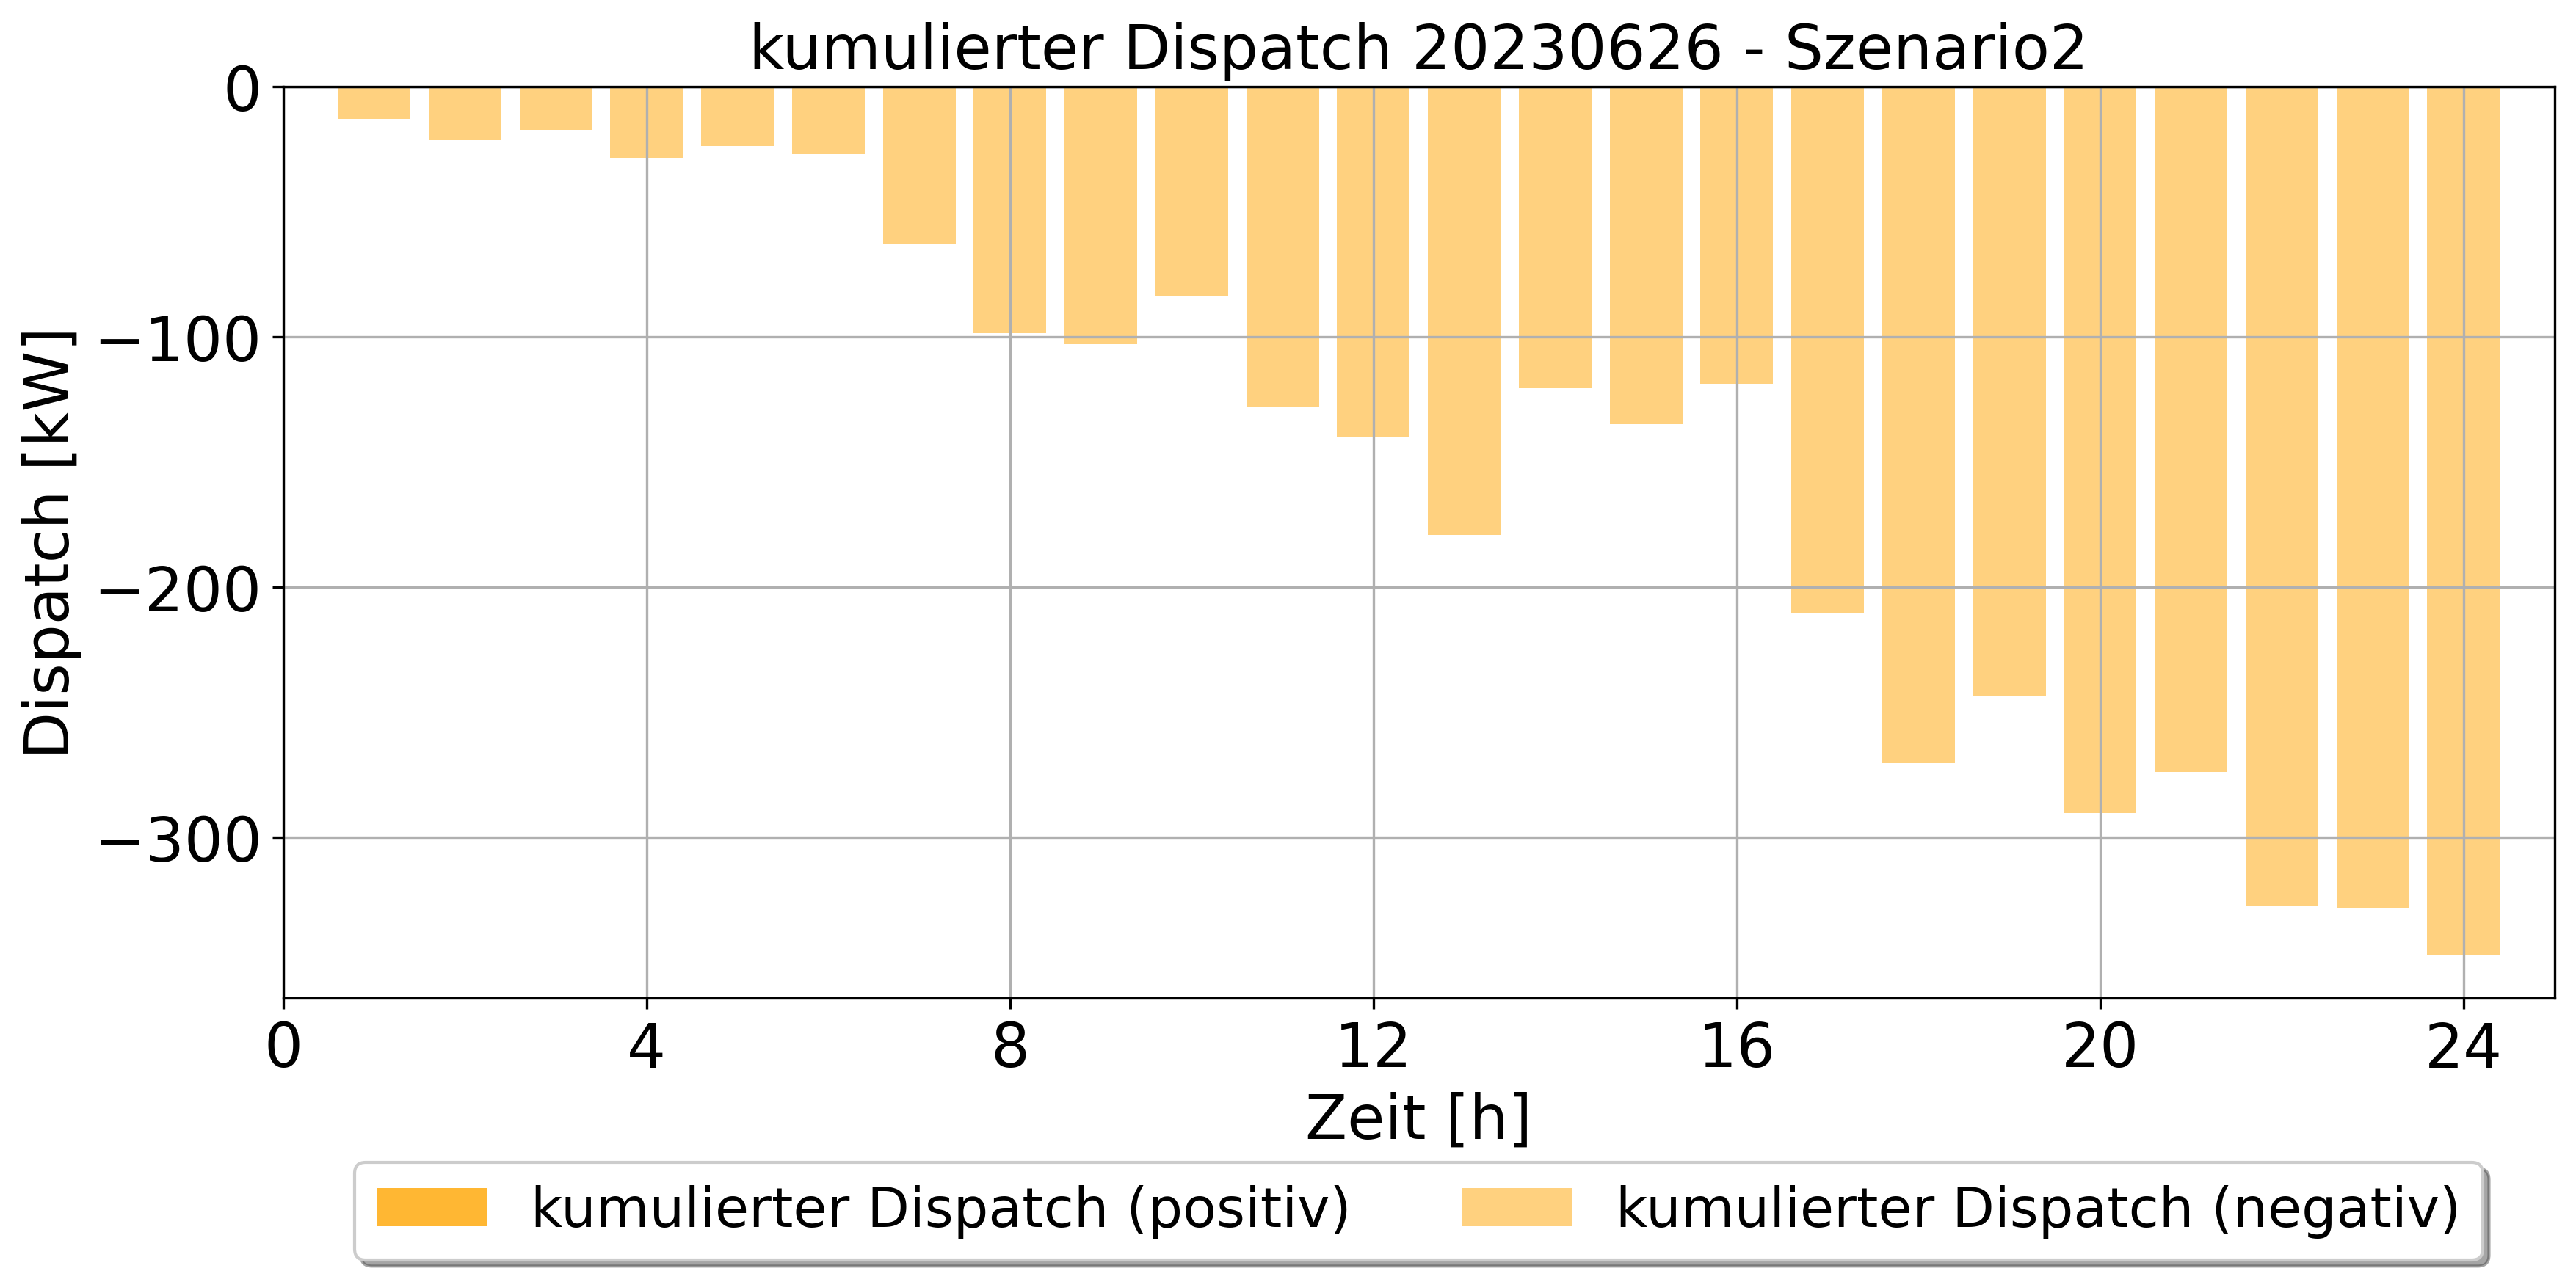 kumulierter Dispatch 20230626 - Szenario2
Dispatch [kW]
0
−100
−200
−300
0 4 8 12 16 20 24
Zeit [h]
kumulierter Dispatch (positiv) kumulierter Dispatch (negativ)